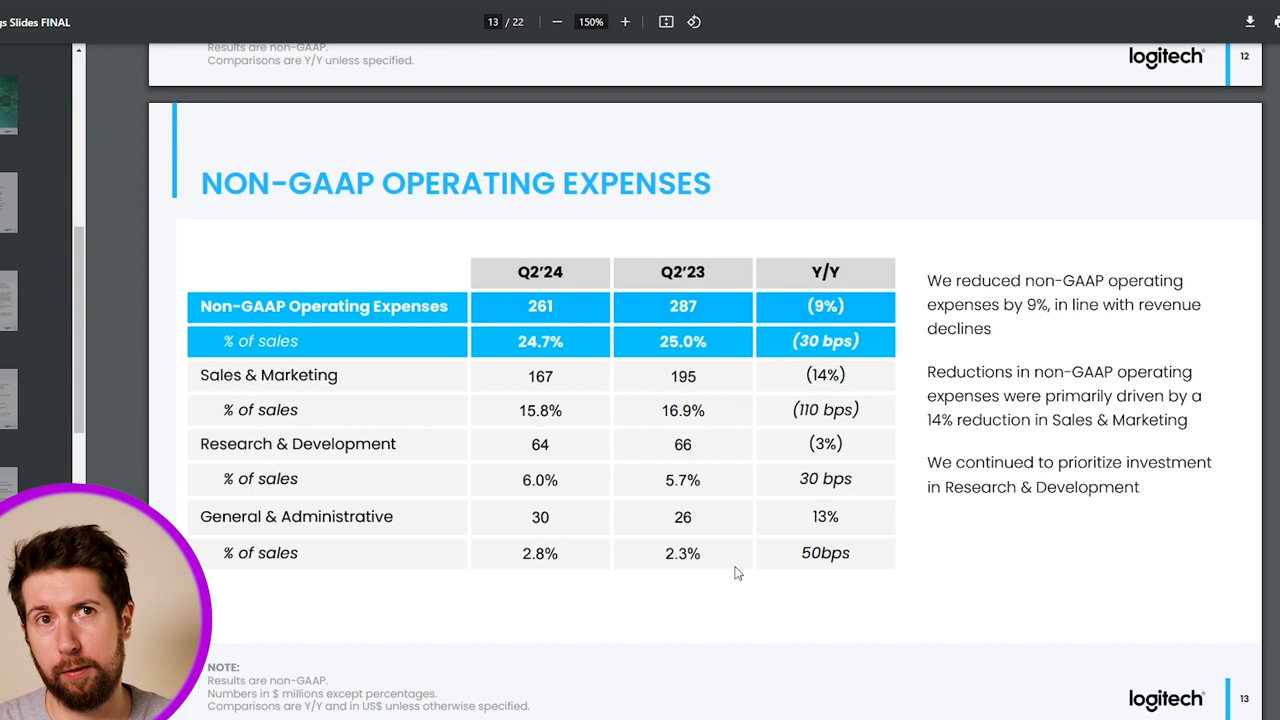 gs Slides FINAL
13 / 22
150%
Results are non-GAAP.
Comparisons are Y/Y unless specified.
logitech
12
NON-GAAP OPERATING EXPENSES
Q2'24 Q2'23 Y/Y
Non-GAAP Operating Expenses 261 287 (9%)
% of sales 24.7% 25.0% (30 bps)
Sales & Marketing 167 195 (14%)
% of sales 15.8% 16.9% (110 bps)
Research & Development 64 66 (3%)
% of sales 6.0% 5.7% 30 bps
General & Administrative 30 26 13%
% of sales 2.8% 2.3% 50bps
We reduced non-GAAP operating
expenses by 9%, in line with revenue
declines
Reductions in non-GAAP operating
expenses were primarily driven by a
14% reduction in Sales & Marketing
We continued to prioritize investment
in Research & Development
NOTE:
Results are non-GAAP.
Numbers in $ millions except percentages.
Comparisons are Y/Y and in US$ unless otherwise specified.
logitech
13